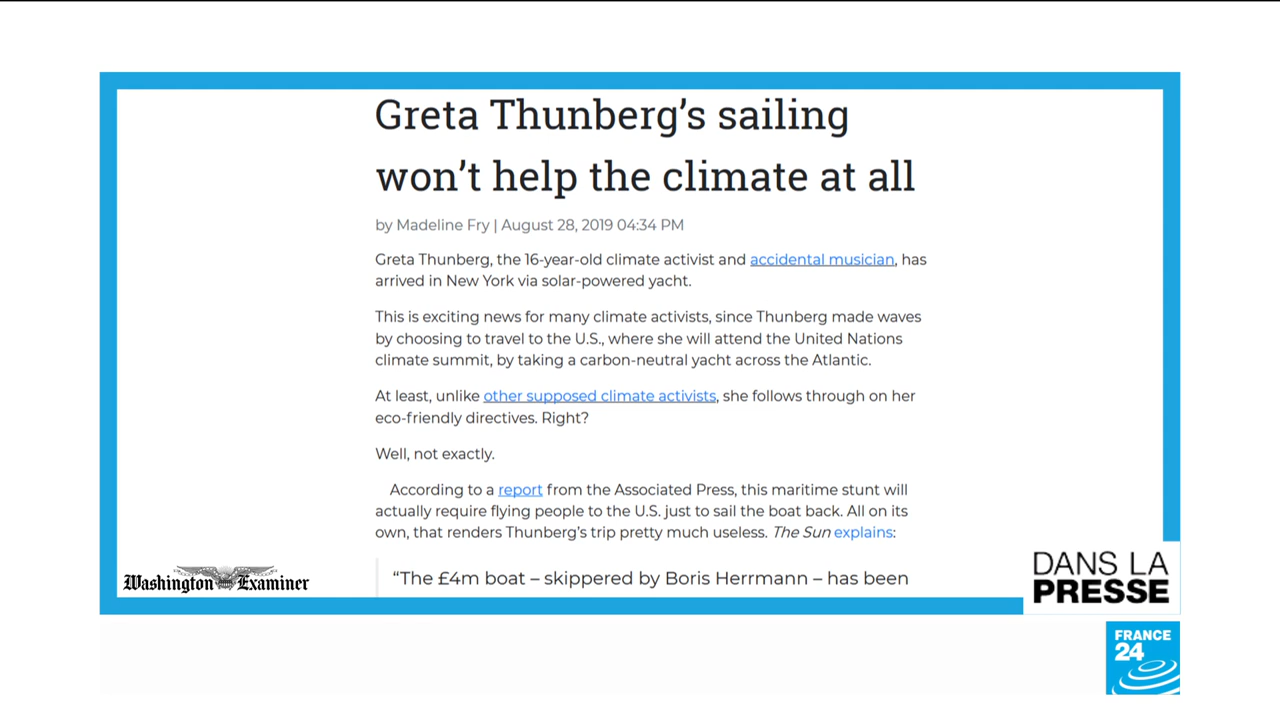 Greta Thunberg’s sailing
won’t help the climate at all
by Madeline Fry | August 28, 2019 04:34 PM
Greta Thunberg, the 16-year-old climate activist and accidental musician, has
arrived in New York via solar-powered yacht.
This is exciting news for many climate activists, since Thunberg made waves
by choosing to travel to the U.S., where she will attend the United Nations
climate summit, by taking a carbon-neutral yacht across the Atlantic.
At least, unlike other supposed climate activists, she follows through on her
eco-friendly directives. Right?
Well, not exactly.
According to a report from the Associated Press, this maritime stunt will
actually require flying people to the U.S. just to sail the boat back. All on its
own, that renders Thunberg’s trip pretty much useless. The Sun explains:
“The £4m boat – skippered by Boris Herrmann – has been
Washington Examiner
DANS LA
PRESSE
FRANCE
24